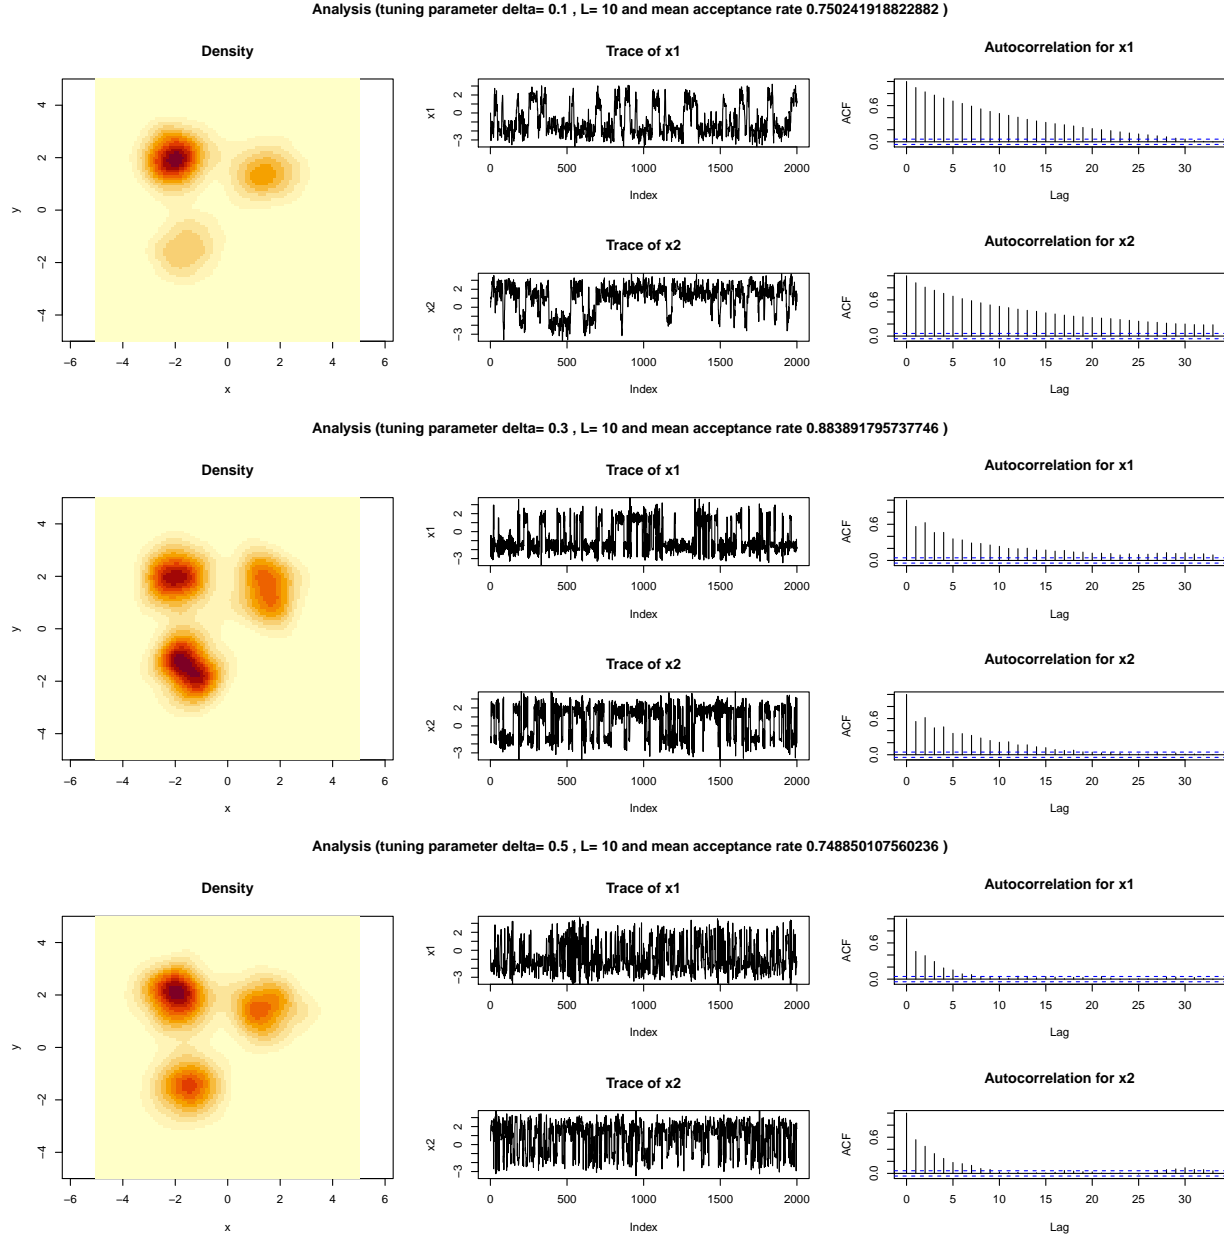 Analysis (tuning parameter delta= 0.1 , L= 10 and mean acceptance rate 0.750241918822882 )
Density
4
2
0
−2
−4
y
−6 −4 −2 0 2 4 6
x
Trace of x1
x1
2
0
−3
0 500 1000 1500 2000
Index
Autocorrelation for x1
ACF
0.6
0.0
0 5 10 15 20 25 30
Lag
Trace of x2
x2
2
0
−3
0 500 1000 1500 2000
Index
Autocorrelation for x2
ACF
0.6
0.0
0 5 10 15 20 25 30
Lag
Analysis (tuning parameter delta= 0.3 , L= 10 and mean acceptance rate 0.883891795737746 )
Density
4
2
0
−2
−4
y
−6 −4 −2 0 2 4 6
x
Trace of x1
x1
2
0
−3
0 500 1000 1500 2000
Index
Autocorrelation for x1
ACF
0.6
0.0
0 5 10 15 20 25 30
Lag
Trace of x2
x2
2
0
−3
0 500 1000 1500 2000
Index
Autocorrelation for x2
ACF
0.6
0.0
0 5 10 15 20 25 30
Lag
Analysis (tuning parameter delta= 0.5 , L= 10 and mean acceptance rate 0.748850107560236 )
Density
4
2
0
−2
−4
y
−6 −4 −2 0 2 4 6
x
Trace of x1
x1
2
0
−3
0 500 1000 1500 2000
Index
Autocorrelation for x1
ACF
0.6
0.0
0 5 10 15 20 25 30
Lag
Trace of x2
x2
2
0
−3
0 500 1000 1500 2000
Index
Autocorrelation for x2
ACF
0.6
0.0
0 5 10 15 20 25 30
Lag